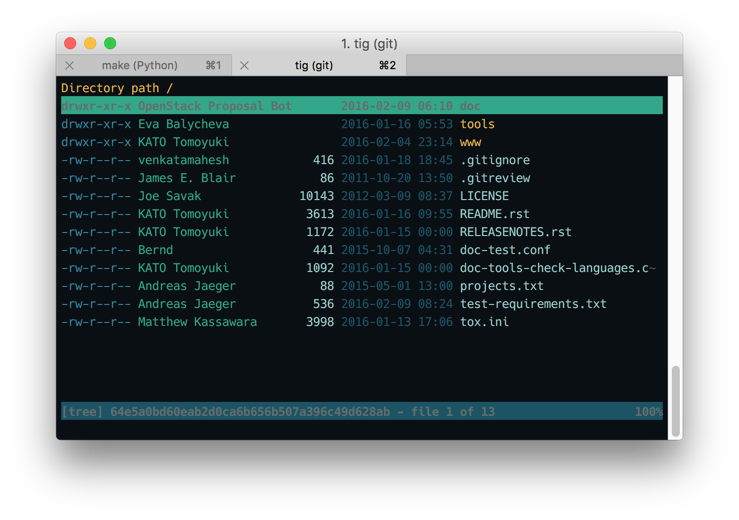 1. tig (git)
make (Python) ⌘1 tig (git) ⌘2
Directory path /
drwxr-xr-x OpenStack Proposal Bot 2016-02-09 06:10 doc
drwxr-xr-x Eva Balycheva 2016-01-16 05:53 tools
drwxr-xr-x KATO Tomoyuki 2016-02-04 23:14 www
-rw-r--r-- venkatamahesh 416 2016-01-18 18:45 .gitignore
-rw-r--r-- James E. Blair 86 2011-10-20 13:50 .gitreview
-rw-r--r-- Joe Savak 10143 2012-03-09 08:37 LICENSE
-rw-r--r-- KATO Tomoyuki 3613 2016-01-16 09:55 README.rst
-rw-r--r-- KATO Tomoyuki 1172 2016-01-15 00:00 RELEASENOTES.rst
-rw-r--r-- Bernd 441 2015-10-07 04:31 doc-test.conf
-rw-r--r-- KATO Tomoyuki 1092 2016-01-15 00:00 doc-tools-check-languages.c~
-rw-r--r-- Andreas Jaeger 88 2015-05-01 13:00 projects.txt
-rw-r--r-- Andreas Jaeger 536 2016-02-09 08:24 test-requirements.txt
-rw-r--r-- Matthew Kassawara 3998 2016-01-13 17:06 tox.ini
[tree] 64e5a0bd60eab2d0ca6b656b507a396c49d628ab - file 1 of 13 100%